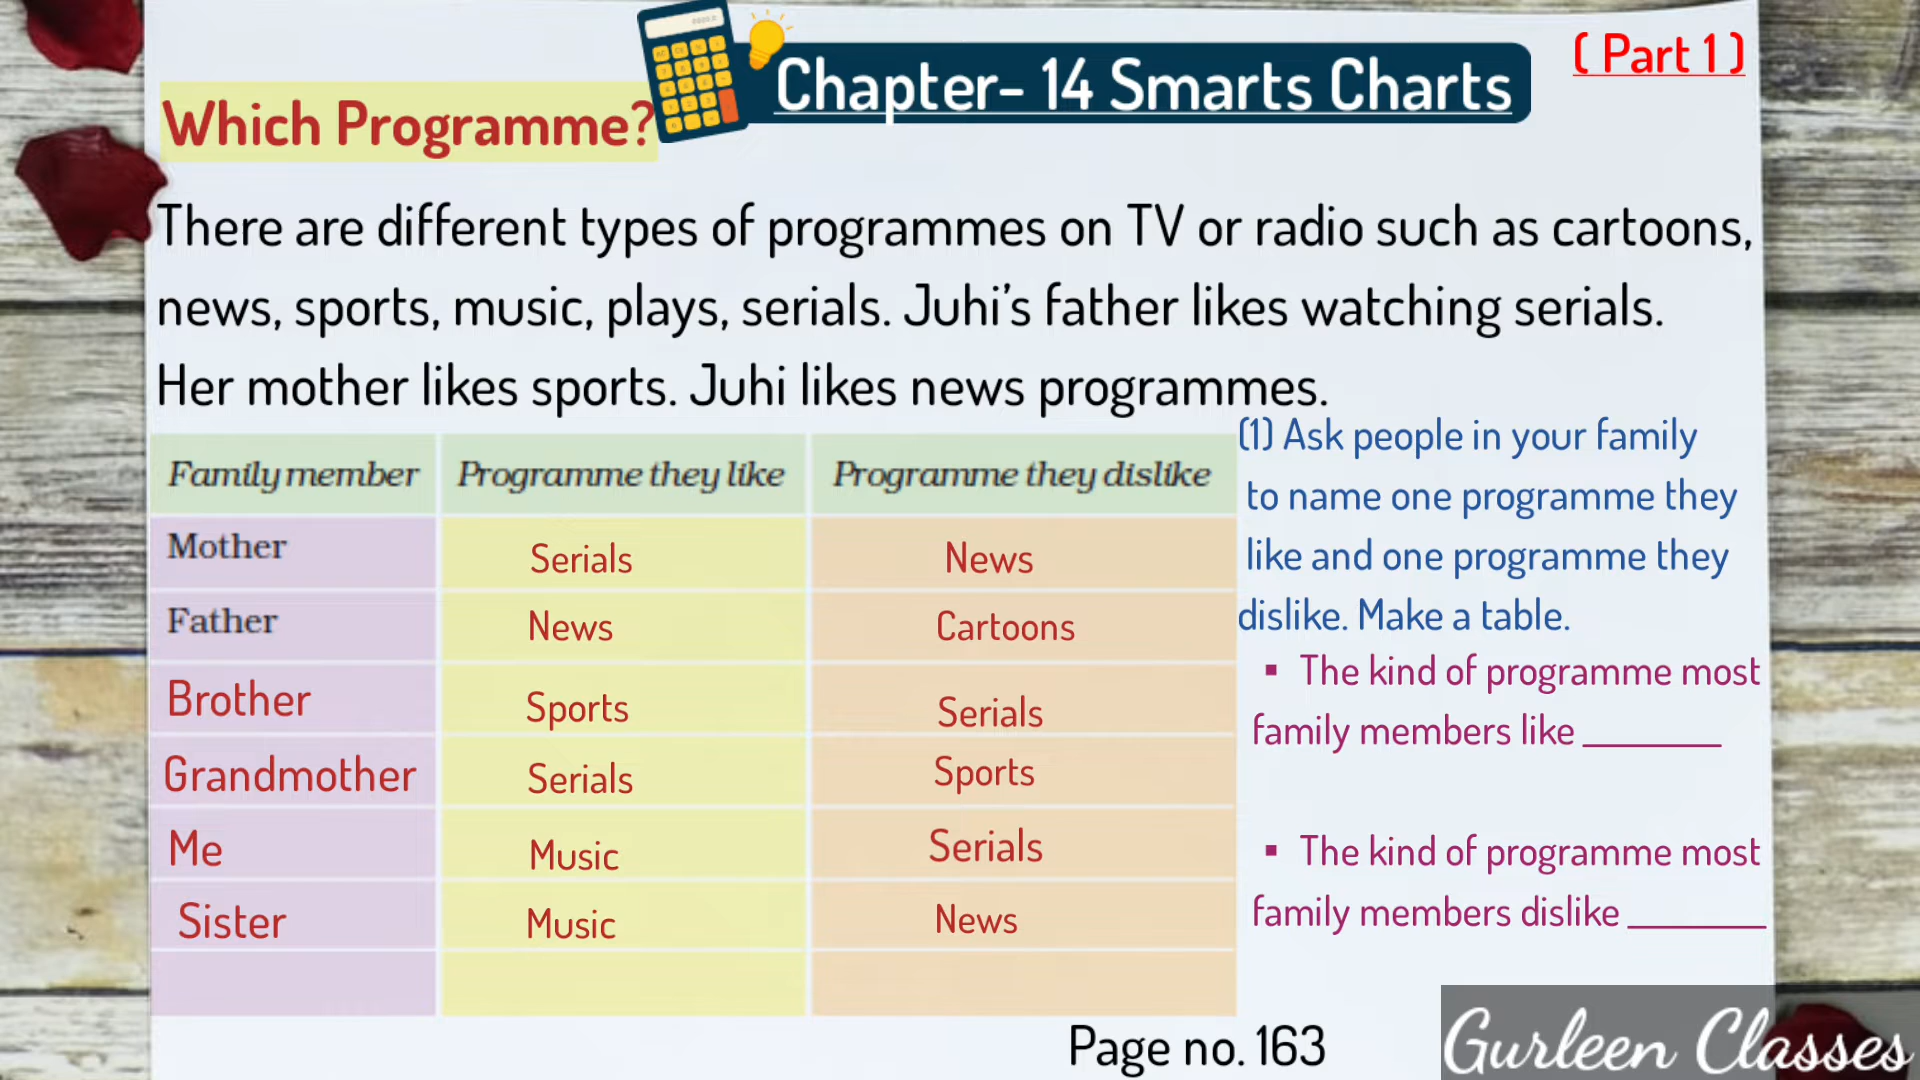 Chapter- 14 Smarts Charts
( Part 1 )
Which Programme?
There are different types of programmes on TV or radio such as cartoons,
news, sports, music, plays, serials. Juhi's father likes watching serials.
Her mother likes sports. Juhi likes news programmes.
Family member Programme they like Programme they dislike
Mother Serials News
Father News Cartoons
Brother Sports Serials
Grandmother Serials Sports
Me Music Serials
Sister Music News
(1) Ask people in your family
to name one programme they
like and one programme they
dislike. Make a table.
▪ The kind of programme most
family members like ________
▪ The kind of programme most
family members dislike ________
Page no. 163
Gurleen Classes